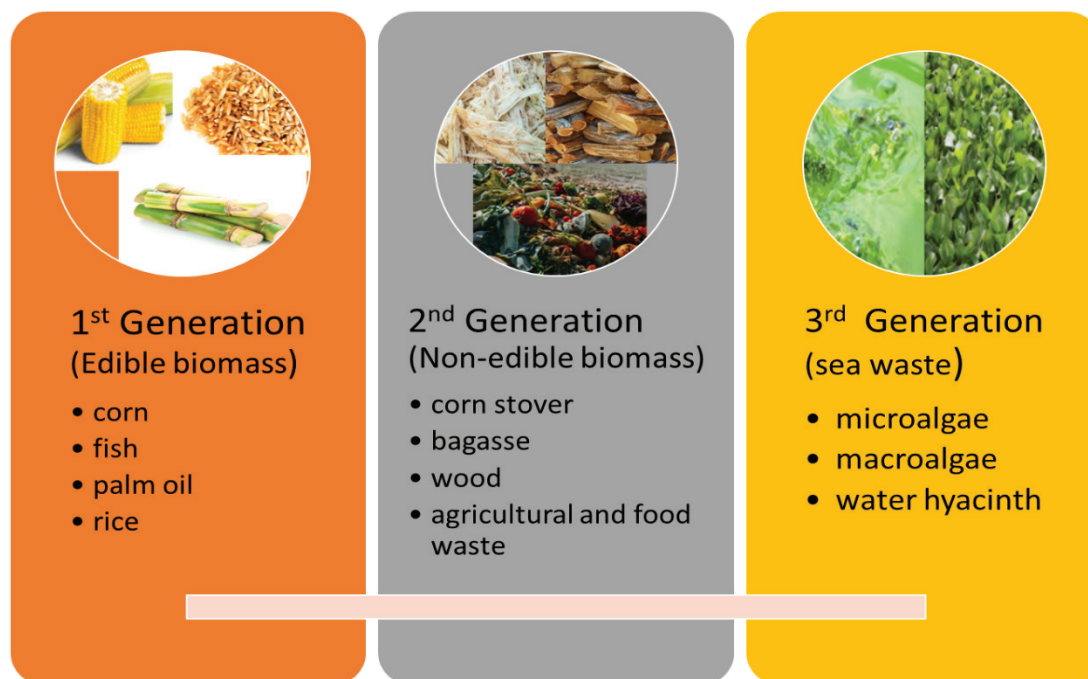 1st Generation
(Edible biomass)
• corn
• fish
• palm oil
• rice
2nd Generation
(Non-edible biomass)
• corn stover
• bagasse
• wood
• agricultural and food
waste
3rd Generation
(sea waste)
• microalgae
• macroalgae
• water hyacinth